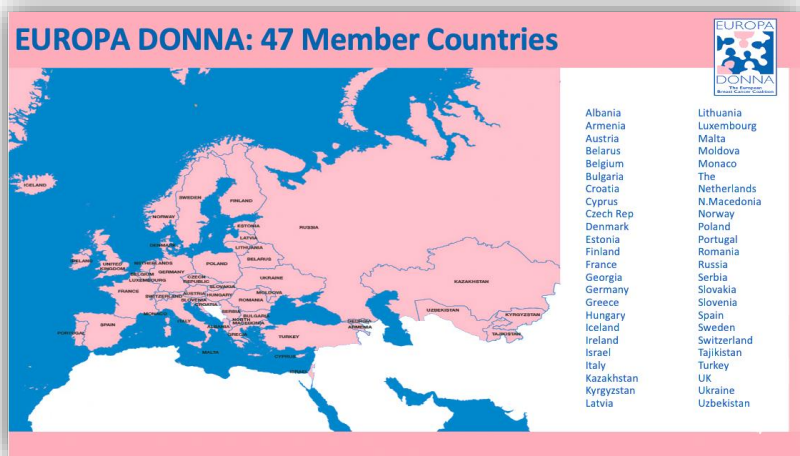 EUROPA DONNA: 47 Member Countries
EUROPA
DONNA
The European
Breast Cancer Coalition
Albania
Armenia
Austria
Belarus
Belgium
Bulgaria
Croatia
Cyprus
Czech Rep
Denmark
Estonia
Finland
France
Georgia
Germany
Greece
Hungary
Iceland
Ireland
Israel
Italy
Kazakhstan
Kyrgyzstan
Latvia
Lithuania
Luxembourg
Malta
Moldova
Monaco
The
Netherlands
N.Macedonia
Norway
Poland
Portugal
Romania
Russia
Serbia
Slovakia
Slovenia
Spain
Sweden
Switzerland
Tajikistan
Turkey
UK
Ukraine
Uzbekistan
ICELAND
SWEDEN
FINLAND
NORWAY
RUSSIA
ESTONIA
LATVIA
LITHUANIA
DENMARK
IRELAND
UNITED
KINGDOM
NETHERLANDS
BELARUS
POLAND
GERMANY
BELGIUM
LUXEMBOURG
CZECH
REPUBLIC
UKRAINE
KAZAKHSTAN
SLOVAKIA
FRANCE
SWITZERLAND
AUSTRIA
HUNGARY
MOLDOVA
SLOVENIA
CROATIA
ROMANIA
UZBEKISTAN
KYRGYZSTAN
MONACO
SERBIA
BULGARIA
NORTH
MACEDONIA
GEORGIA
ARMENIA
SPAIN
PORTUGAL
ITALY
ALBANIA
GREECE
TURKEY
TAJIKISTAN
MALTA
CYPRUS
ISRAEL